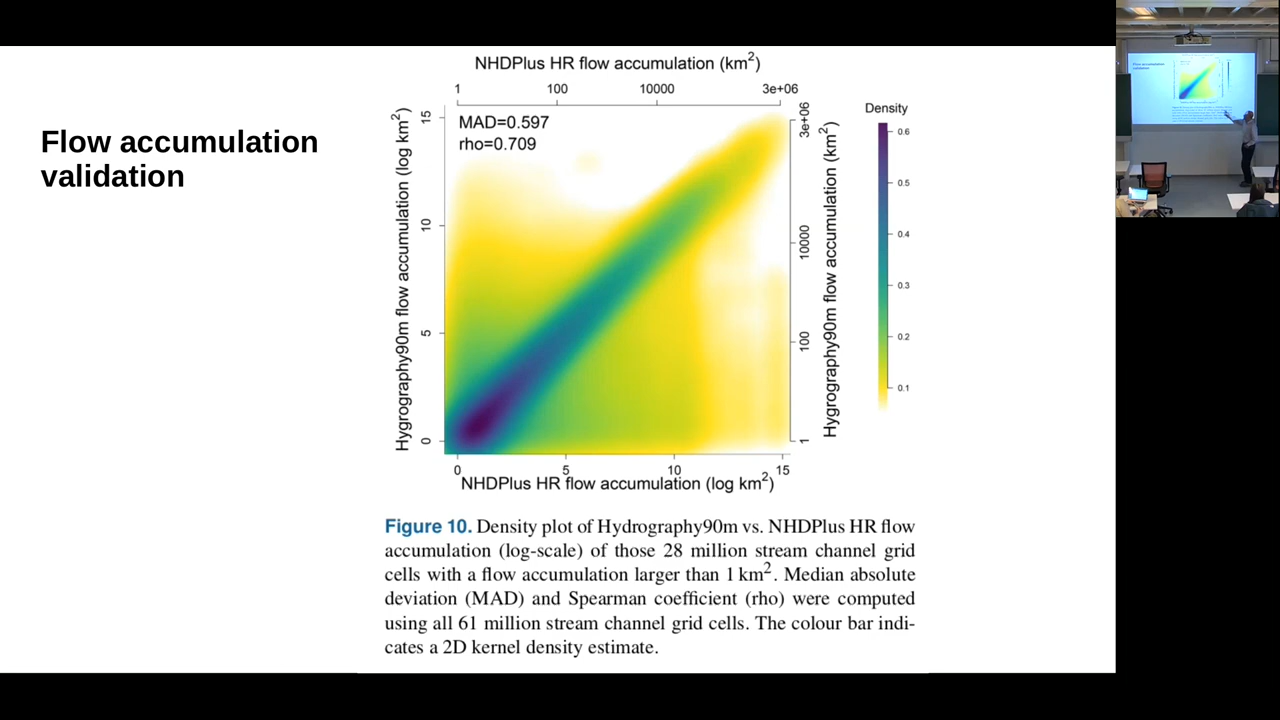 Flow accumulation
validation
NHDPlus HR flow accumulation (km2)
1 100 10000 3e+06
MAD=0.597
rho=0.709
Hygrography90m flow accumulation (log km2)
15
10
5
0
3e+06
10000
100
1
Hygrography90m flow accumulation (km2)
Density
0.6
0.5
0.4
0.3
0.2
0.1
0 5 10 15
NHDPlus HR flow accumulation (log km2)
Figure 10. Density plot of Hydrography90m vs. NHDPlus HR flow
accumulation (log-scale) of those 28 million stream channel grid
cells with a flow accumulation larger than 1 km2. Median absolute
deviation (MAD) and Spearman coefficient (rho) were computed
using all 61 million stream channel grid cells. The colour bar indi-
cates a 2D kernel density estimate.
Flow accumulation
validation